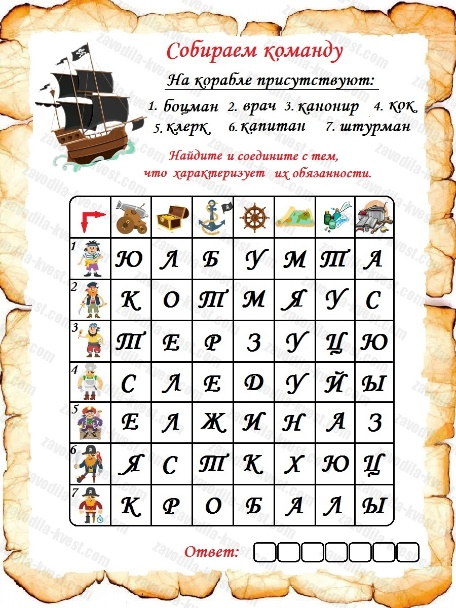 Собираем команду
На корабле присутствуют:
1. боцман 2. врач 3. канонир 4. кок
5. клерк 6. капитан 7. штурман
Найдите и соедините с тем,
что характеризует их обязанности.
1 Ю Л Б У М Т А
2 К О Т М Я У С
3 Т Е Р З У Ц Ю
4 С Л Е Д У Й Ы
5 Е Л Ж И Н А З
6 Я С Т К Х Ю Ц
7 К Р О Б А Л Ы
Ответ:
zavodila-kvest.com